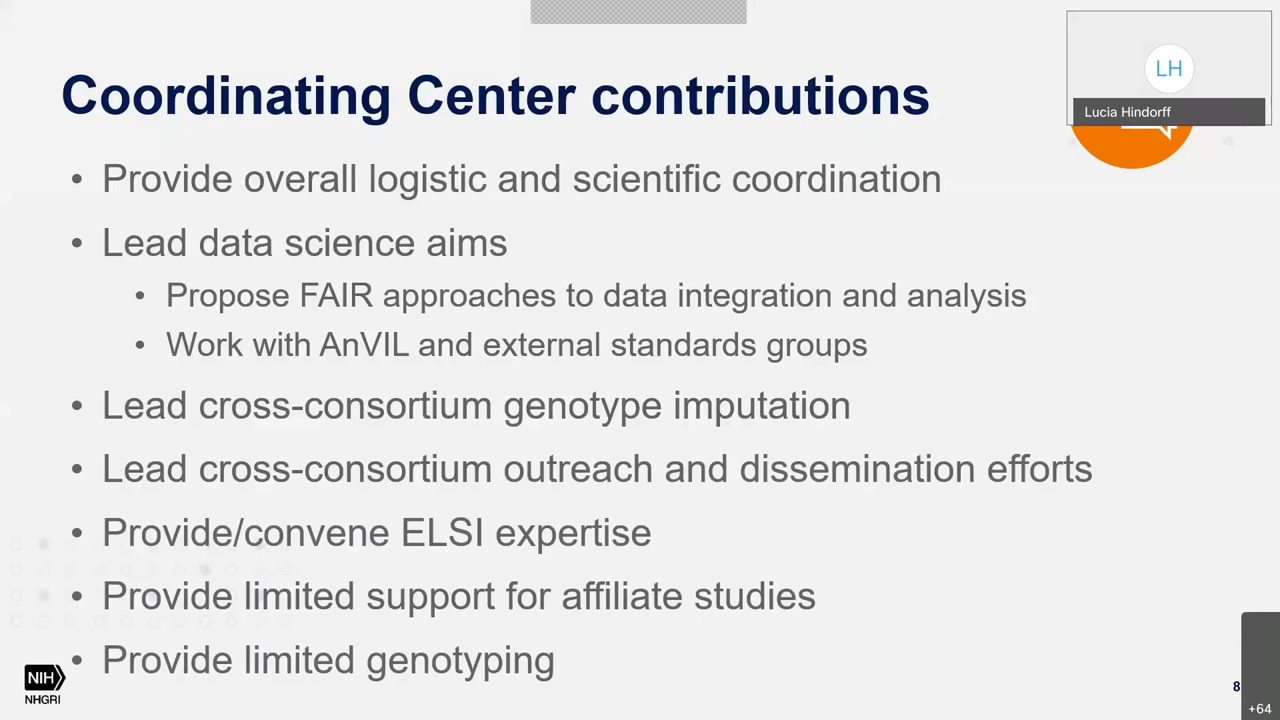 Coordinating Center contributions
LH
Lucia Hindorff
• Provide overall logistic and scientific coordination
• Lead data science aims
• Propose FAIR approaches to data integration and analysis
• Work with AnVIL and external standards groups
• Lead cross-consortium genotype imputation
• Lead cross-consortium outreach and dissemination efforts
• Provide/convene ELSI expertise
• Provide limited support for affiliate studies
• Provide limited genotyping
NIH
NHGRI
8
+64